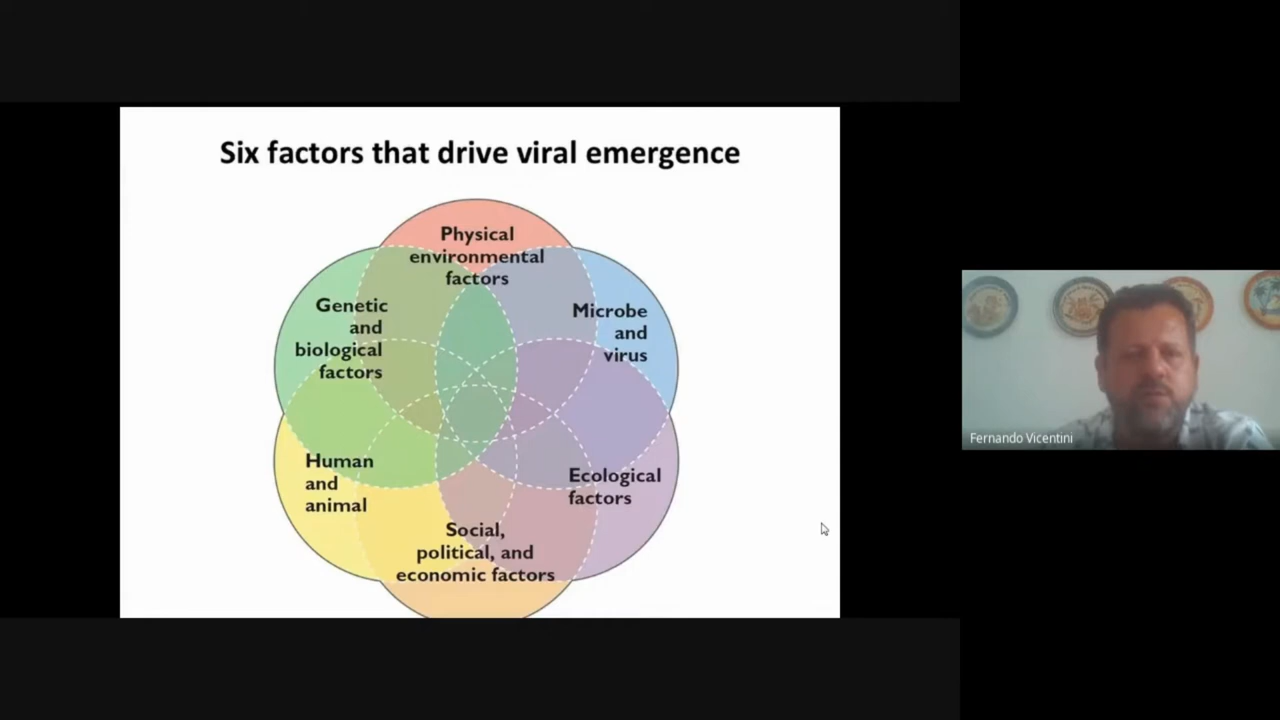 Six factors that drive viral emergence
Physical
environmental
factors
Genetic
and
biological
factors
Microbe
and
virus
Human
and
animal
Ecological
factors
Social,
political, and
economic factors
Fernando Vicentini